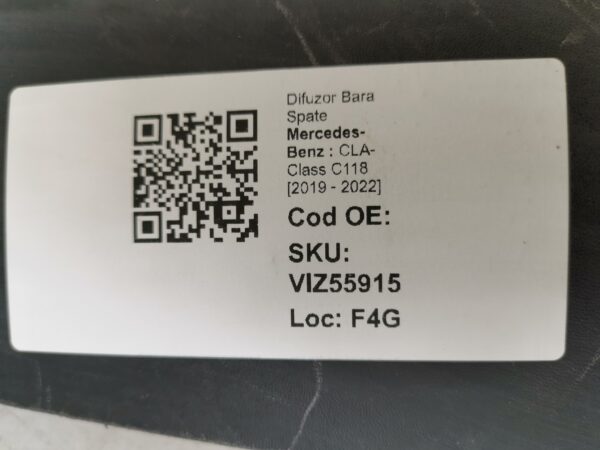 Difuzor Bara
Spate
Mercedes-
Benz : CLA-
Class C118
[2019 - 2022]
Cod OE:
SKU:
VIZ55915
Loc: F4G